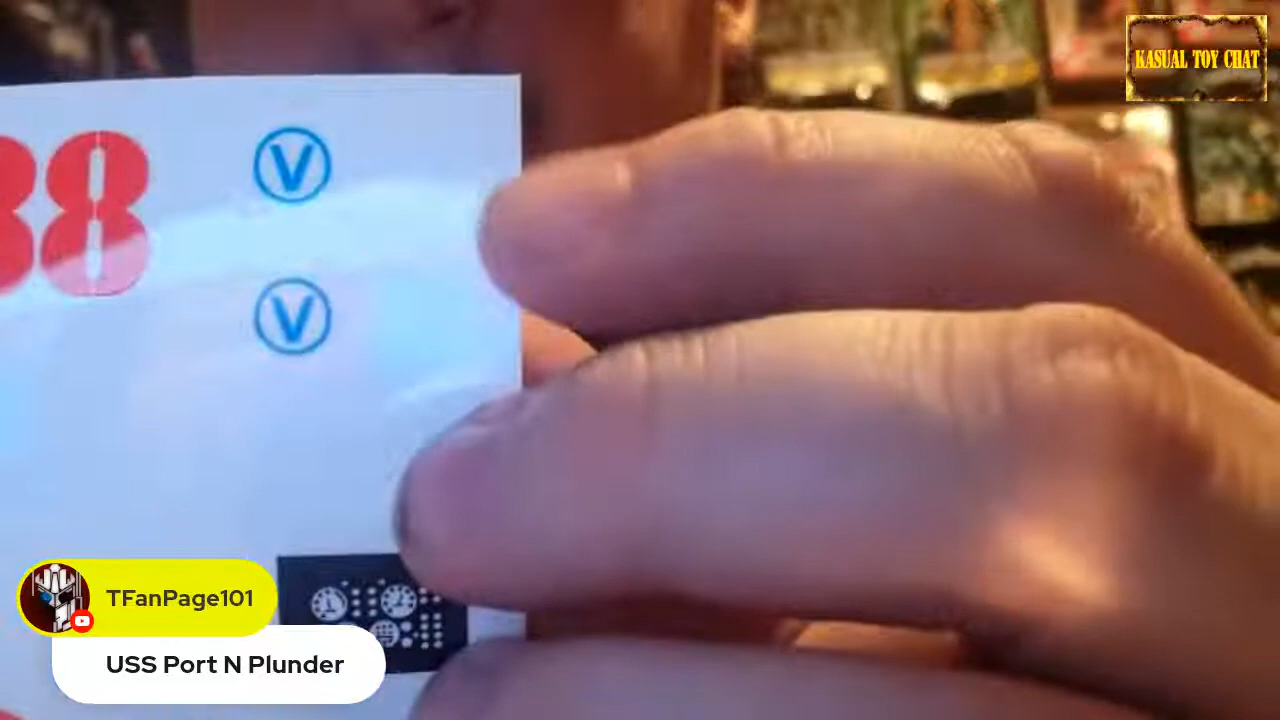 KASUAL TOY CHAT
88
V
V
TFanPage101
USS Port N Plunder